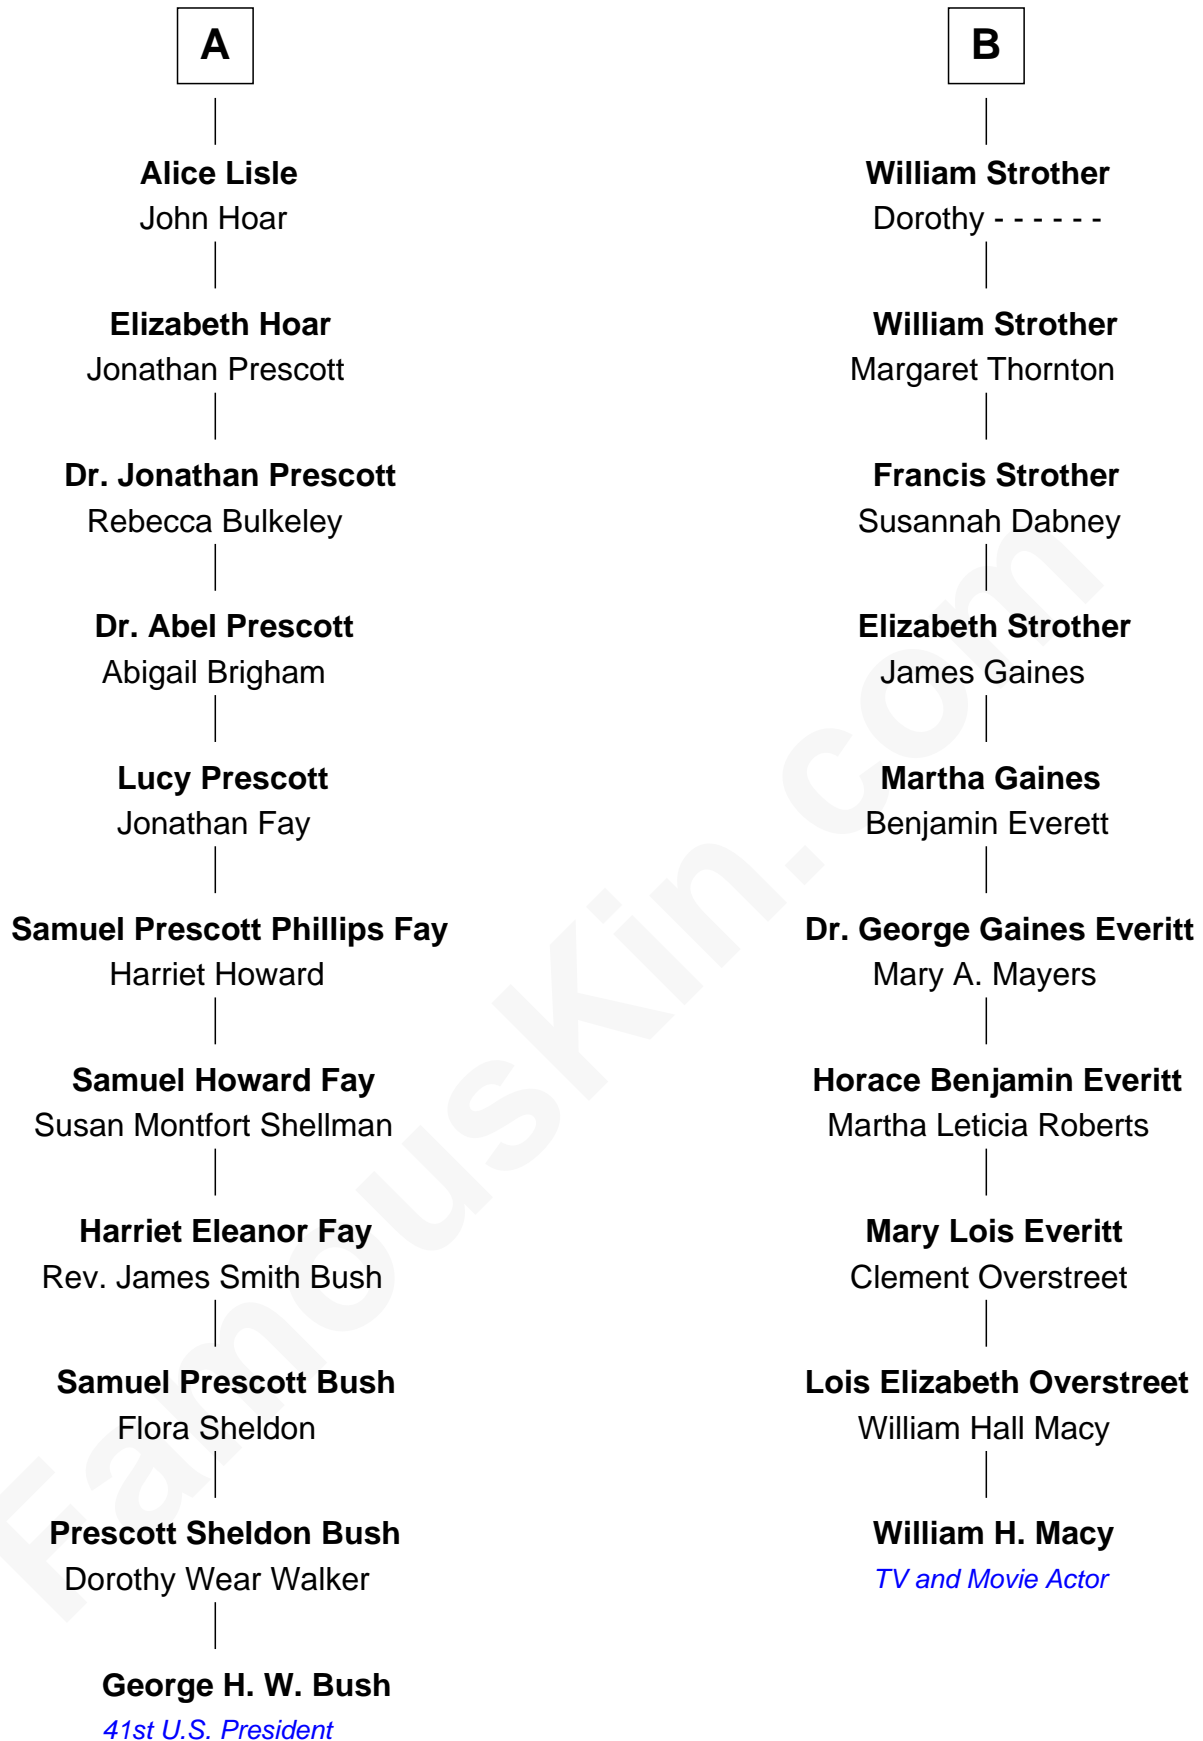 A
Alice Lisle
John Hoar
Elizabeth Hoar
Jonathan Prescott
Dr. Jonathan Prescott
Rebecca Bulkeley
Dr. Abel Prescott
Abigail Brigham
Lucy Prescott
Jonathan Fay
Samuel Prescott Phillips Fay
Harriet Howard
Samuel Howard Fay
Susan Montfort Shellman
Harriet Eleanor Fay
Rev. James Smith Bush
Samuel Prescott Bush
Flora Sheldon
Prescott Sheldon Bush
Dorothy Wear Walker
George H. W. Bush
41st U.S. President
B
William Strother
Dorothy - - - - - -
William Strother
Margaret Thornton
Francis Strother
Susannah Dabney
Elizabeth Strother
James Gaines
Martha Gaines
Benjamin Everett
Dr. George Gaines Everitt
Mary A. Mayers
Horace Benjamin Everitt
Martha Leticia Roberts
Mary Lois Everitt
Clement Overstreet
Lois Elizabeth Overstreet
William Hall Macy
William H. Macy
TV and Movie Actor
FamousKin.com